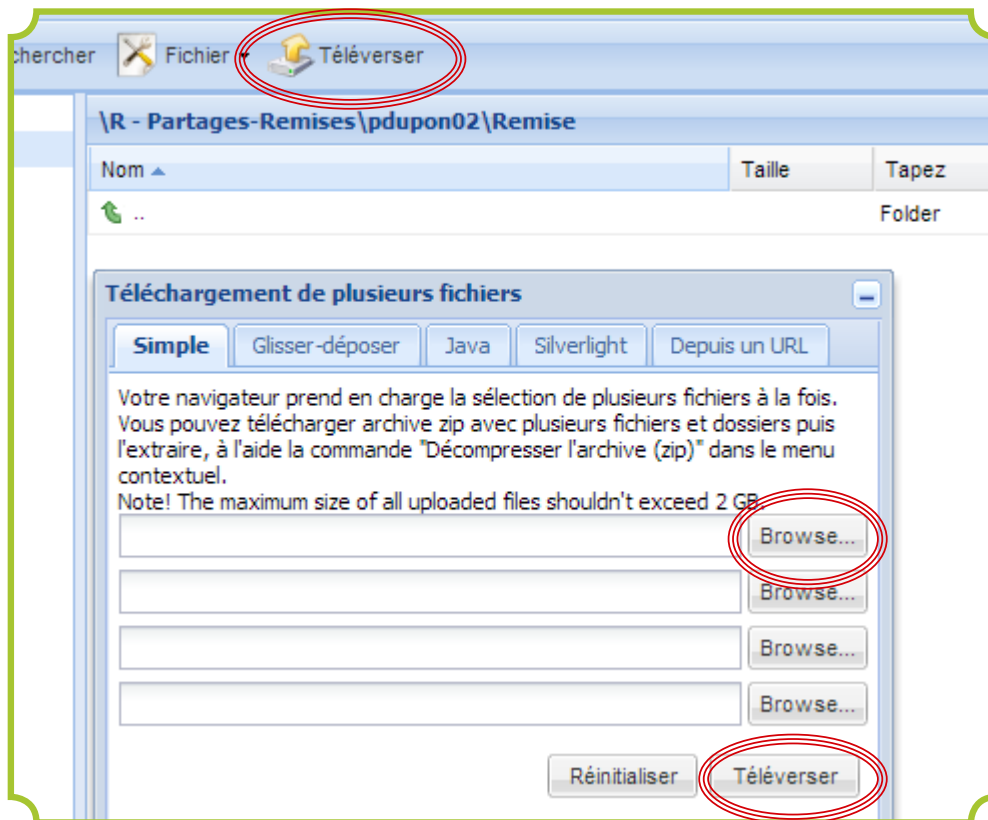 chercher Fichier Téléverser
\R - Partages-Remises\pdupon02\Remise
Nom Taille Tapez
.. Folder
Téléchargement de plusieurs fichiers
Simple Glisser-déposer Java Silverlight Depuis un URL
Votre navigateur prend en charge la sélection de plusieurs fichiers à la fois.
Vous pouvez télécharger archive zip avec plusieurs fichiers et dossiers puis
l'extraire, à l'aide la commande "Décompresser l'archive (zip)" dans le menu
contextuel.
Note! The maximum size of all uploaded files shouldn't exceed 2 GB.
Browse...
Browse...
Browse...
Browse...
Réinitialiser Téléverser